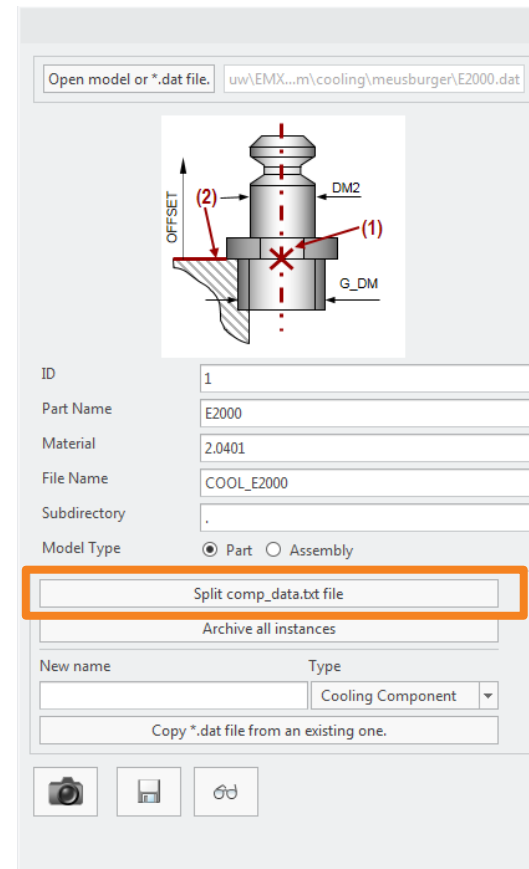 Open model or *.dat file. uw\EMX...m\cooling\meusburger\E2000.dat
OFFSET
(2)
DM2
(1)
G_DM
ID 1
Part Name E2000
Material 2.0401
File Name COOL_E2000
Subdirectory .
Model Type Part Assembly
Split comp_data.txt file
Archive all instances
New name Type
Cooling Component
Copy *.dat file from an existing one.